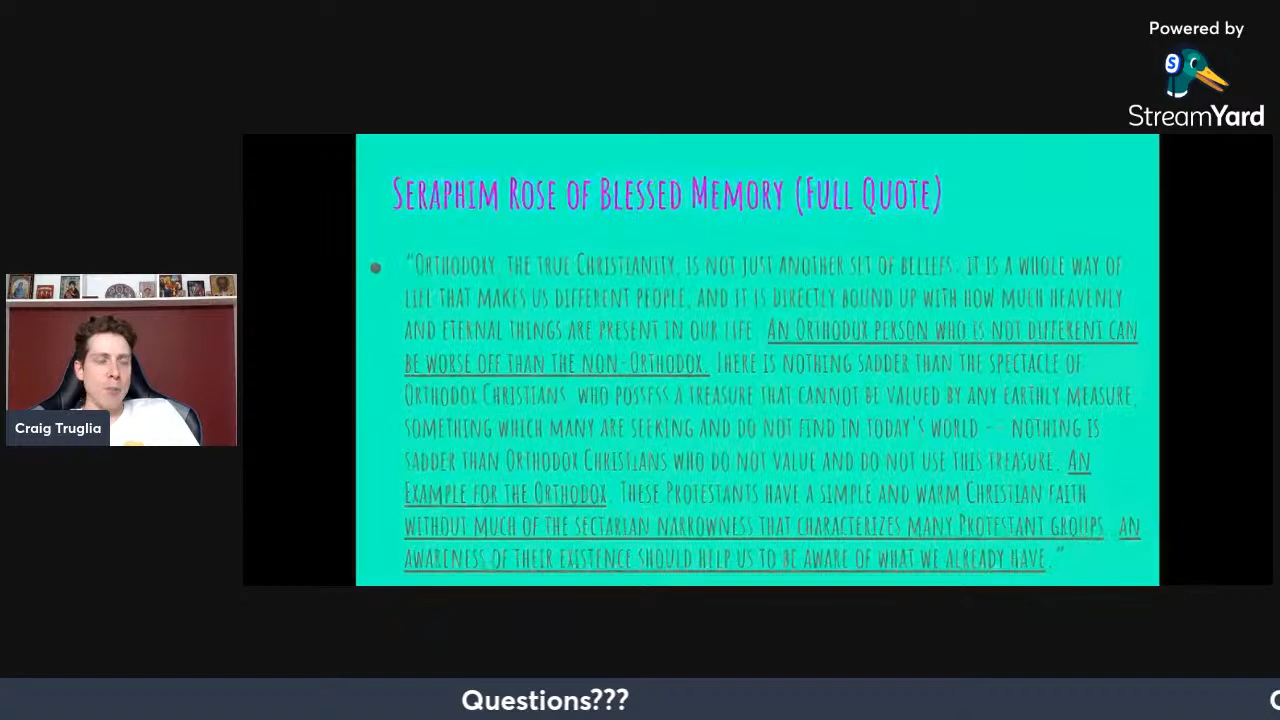 Powered by
S
StreamYard
Seraphim Rose of Blessed Memory (Full Quote)
● "Orthodoxy, the true Christianity, is not just another set of beliefs; it is a whole way of
life that makes us different people, and it is directly bound up with how much heavenly
and eternal things are present in our life. An Orthodox person who is not different can
be worse off than the non-Orthodox. There is nothing sadder than the spectacle of
Orthodox Christians, who possess a treasure that cannot be valued by any earthly measure,
something which many are seeking and do not find in today's world -- nothing is
sadder than Orthodox Christians who do not value and do not use this treasure. An
Example for the Orthodox. These Protestants have a simple and warm Christian faith
without much of the sectarian narrowness that characterizes many Protestant groups. An
awareness of their existence should help us to be aware of what we already have."
Craig Truglia
Questions???